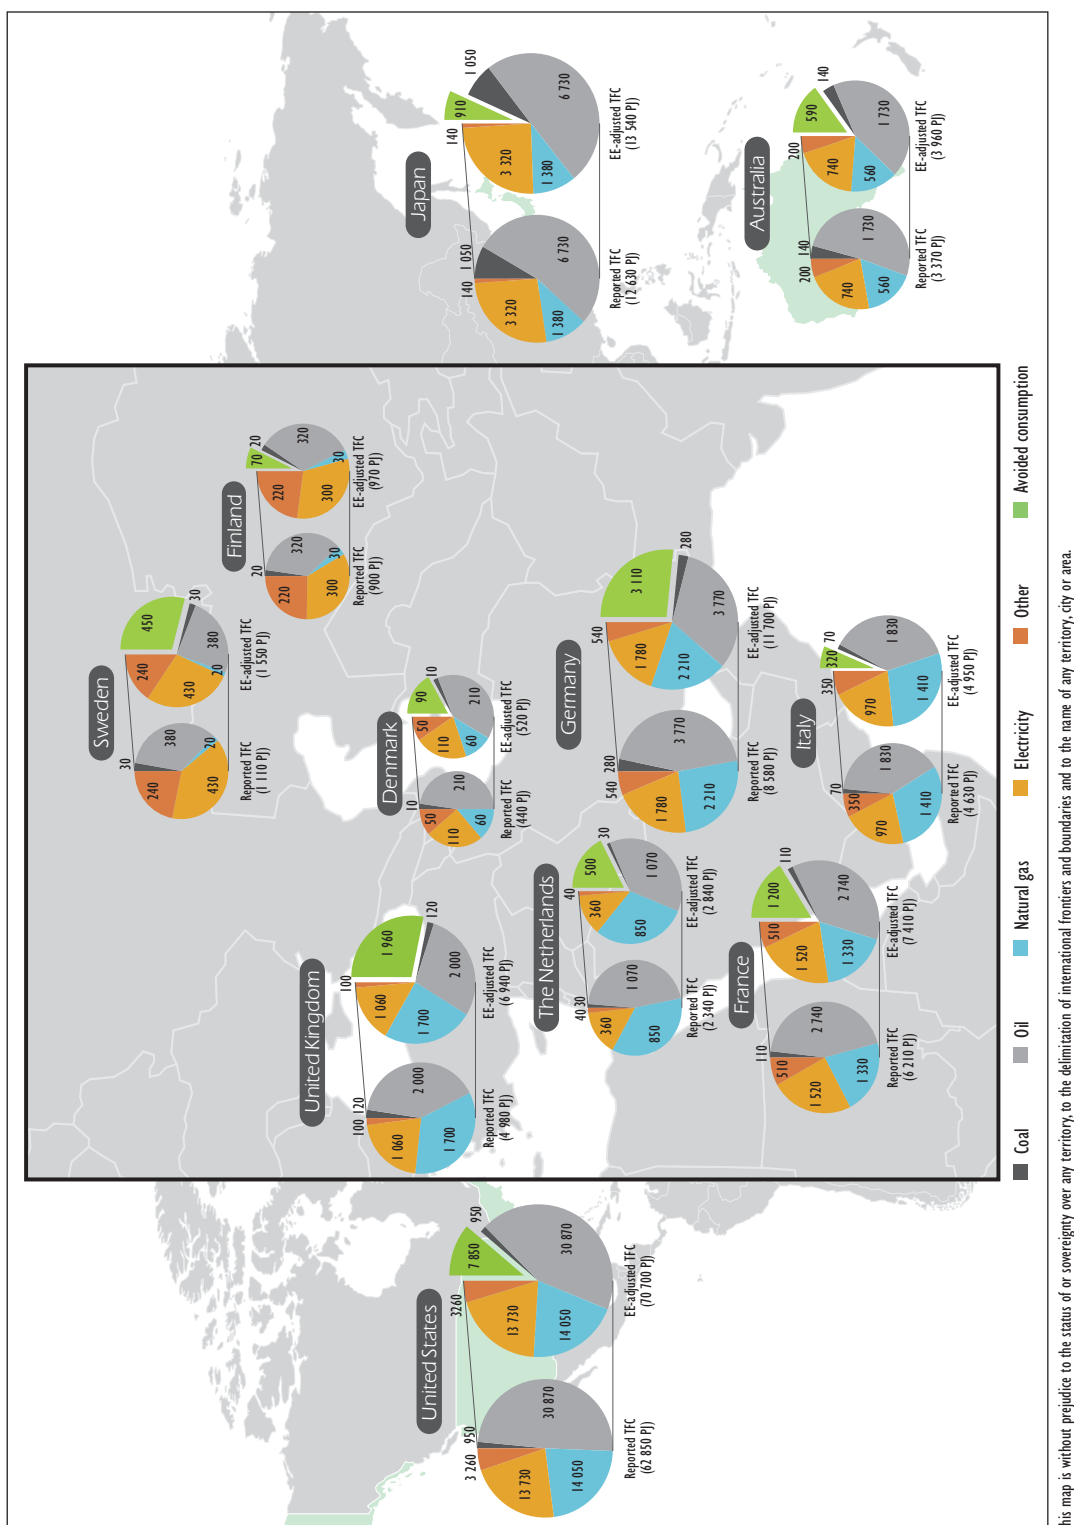 United States
3 260
950
30 870
14 050
13 730
Reported TFC
(62 850 PJ)
3260
7 850
950
30 870
14 050
13 730
EE-adjusted TFC
(70 700 PJ)
United Kingdom
100
120
2 000
1 700
1 060
Reported TFC
(4 980 PJ)
100
1 960
120
2 000
1 700
1 060
EE-adjusted TFC
(6 940 PJ)
Sweden
30
240
380
20
430
Reported TFC
(1 110 PJ)
450
30
240
380
20
430
EE-adjusted TFC
(1 550 PJ)
Finland
20
220
320
30
300
Reported TFC
(900 PJ)
70
20
220
320
30
300
EE-adjusted TFC
(970 PJ)
Denmark
10
50
210
60
110
Reported TFC
(440 PJ)
90
10
50
210
60
110
EE-adjusted TFC
(520 PJ)
The Netherlands
40
30
1 070
850
360
Reported TFC
(2 340 PJ)
40
500
30
1 070
850
360
EE-adjusted TFC
(2 840 PJ)
Germany
540
280
3 770
2 210
1 780
Reported TFC
(8 580 PJ)
540
3 110
280
3 770
2 210
1 780
EE-adjusted TFC
(11 700 PJ)
France
110
510
2 740
1 330
1 520
Reported TFC
(6 210 PJ)
1 200
110
510
2 740
1 330
1 520
EE-adjusted TFC
(7 410 PJ)
Italy
70
350
1 830
1 410
970
Reported TFC
(4 630 PJ)
350
320
70
1 830
1 410
970
EE-adjusted TFC
(4 950 PJ)
Japan
140
1 050
6 730
1 380
3 320
Reported TFC
(12 630 PJ)
140
910
1 050
6 730
1 380
3 320
EE-adjusted TFC
(13 540 PJ)
Australia
200
140
1 730
560
740
Reported TFC
(3 370 PJ)
200
590
140
1 730
560
740
EE-adjusted TFC
(3 960 PJ)
Coal
Oil
Natural gas
Electricity
Other
Avoided consumption
his map is without prejudice to the status of or sovereignty over any territory, to the delimitation of international frontiers and boundaries and to the name of any territory, city or area.